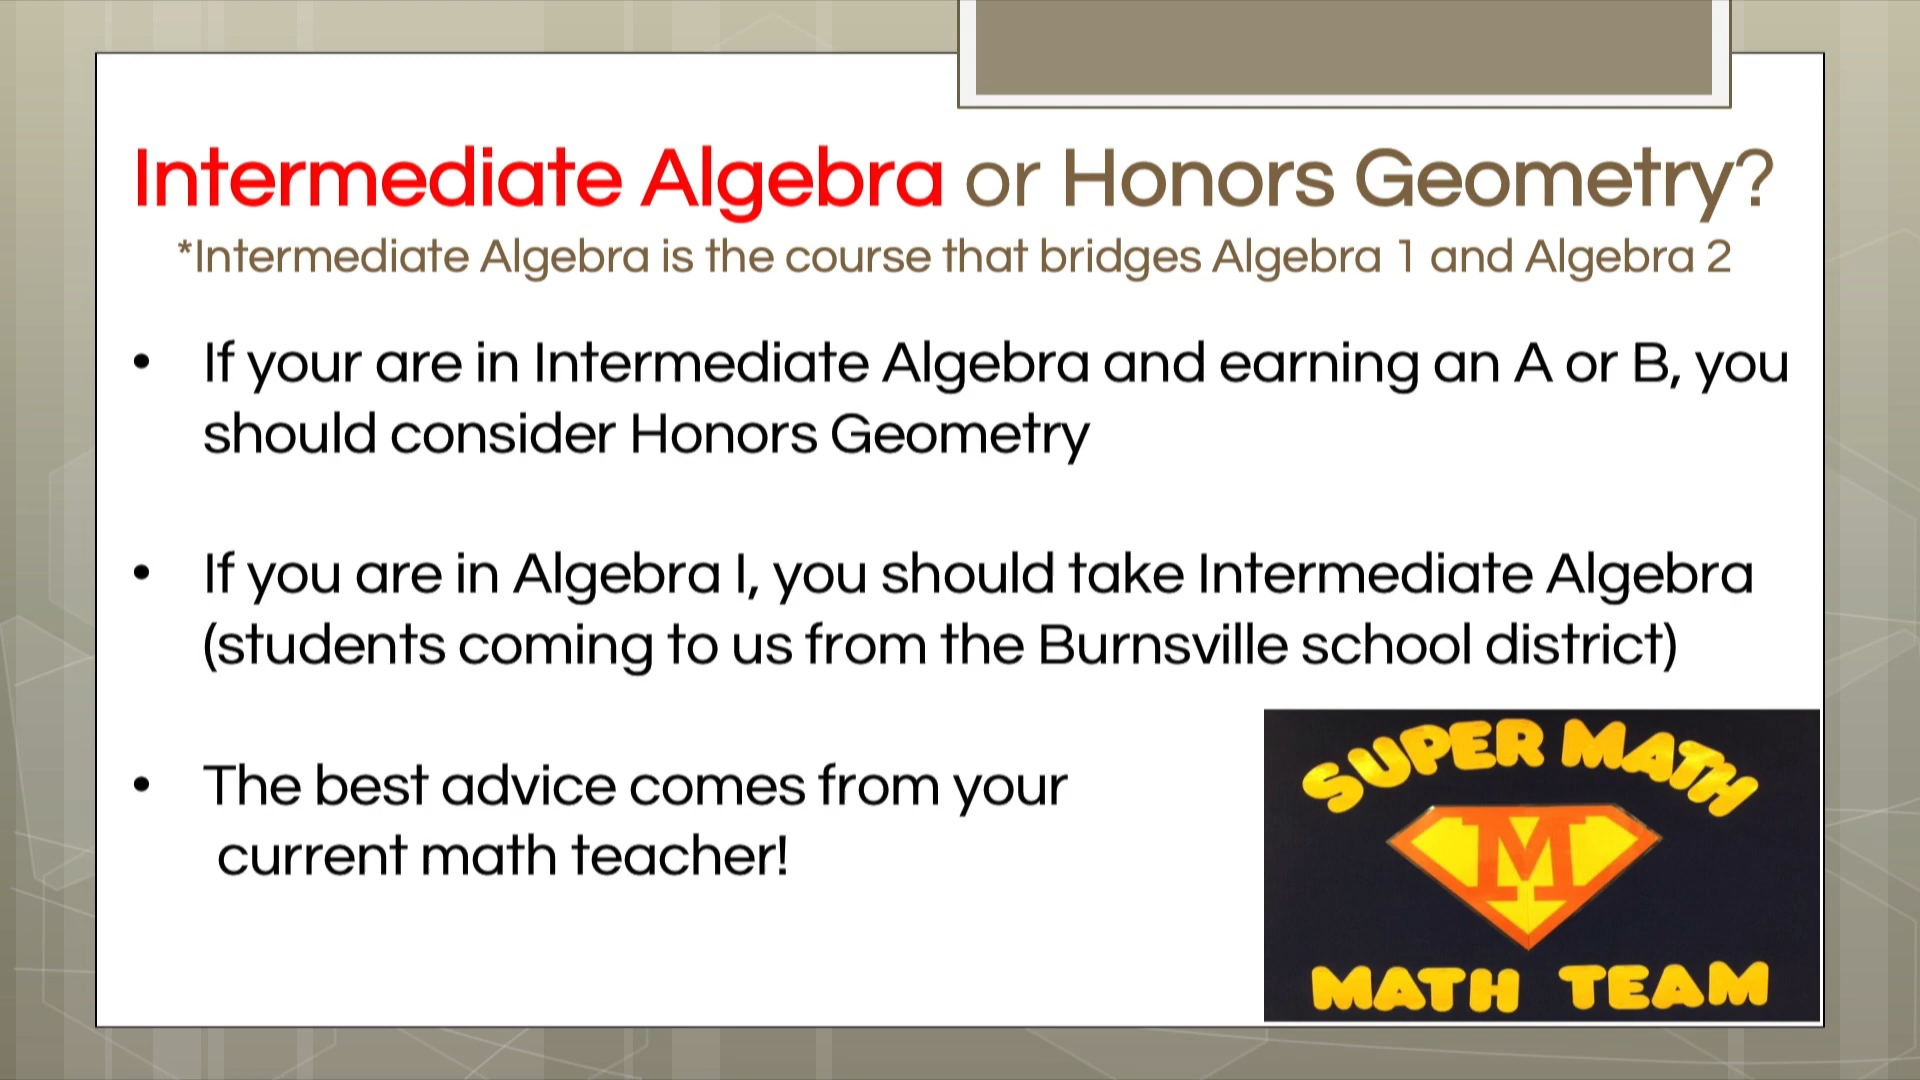 Intermediate Algebra or Honors Geometry?
*Intermediate Algebra is the course that bridges Algebra 1 and Algebra 2
• If your are in Intermediate Algebra and earning an A or B, you
should consider Honors Geometry
• If you are in Algebra I, you should take Intermediate Algebra
(students coming to us from the Burnsville school district)
• The best advice comes from your
current math teacher!
SUPER MATH
M
MATH TEAM